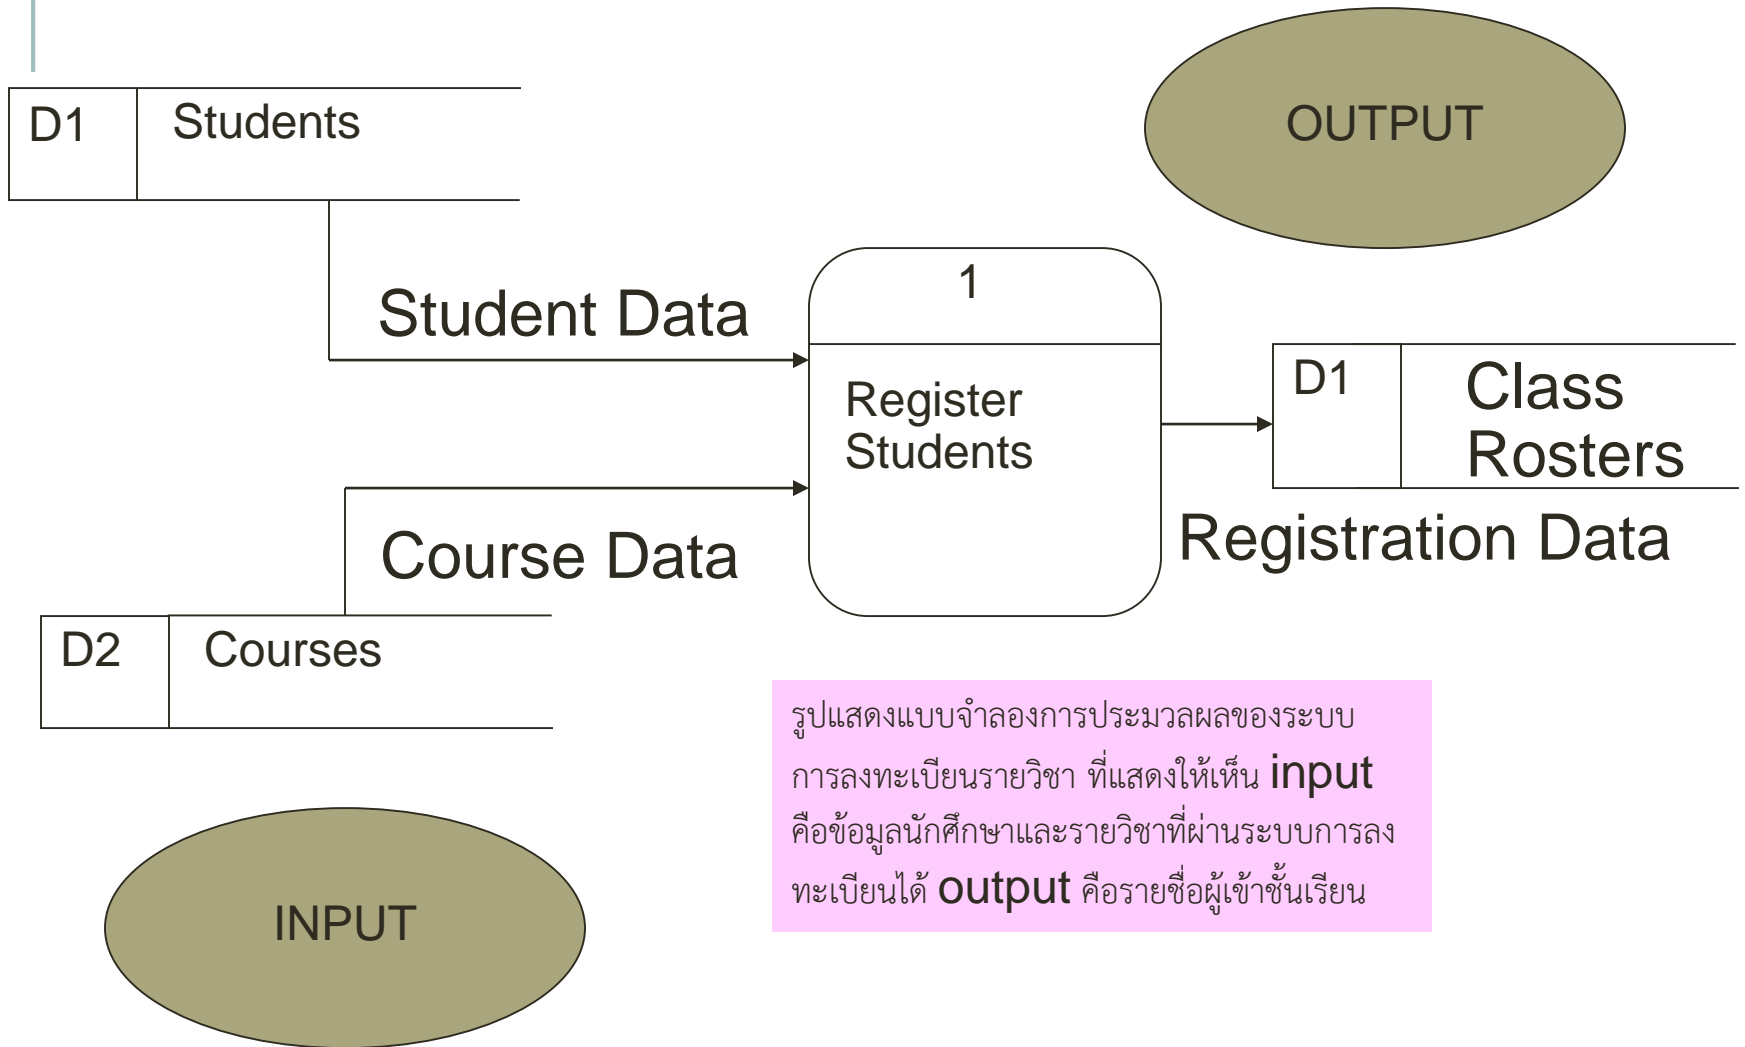 D1 Students
OUTPUT
1
Student Data
Register
Students
D1 Class
Rosters
Course Data
Registration Data
D2 Courses
รูปแสดงแบบจำลองการประมวลผลของระบบ
การลงทะเบียนรายวิชา ที่แสดงให้เห็น input
คือข้อมูลนักศึกษาและรายวิชาที่ผ่านระบบการลง
ทะเบียนได้ output คือรายชื่อผู้เข้าชั้นเรียน
INPUT